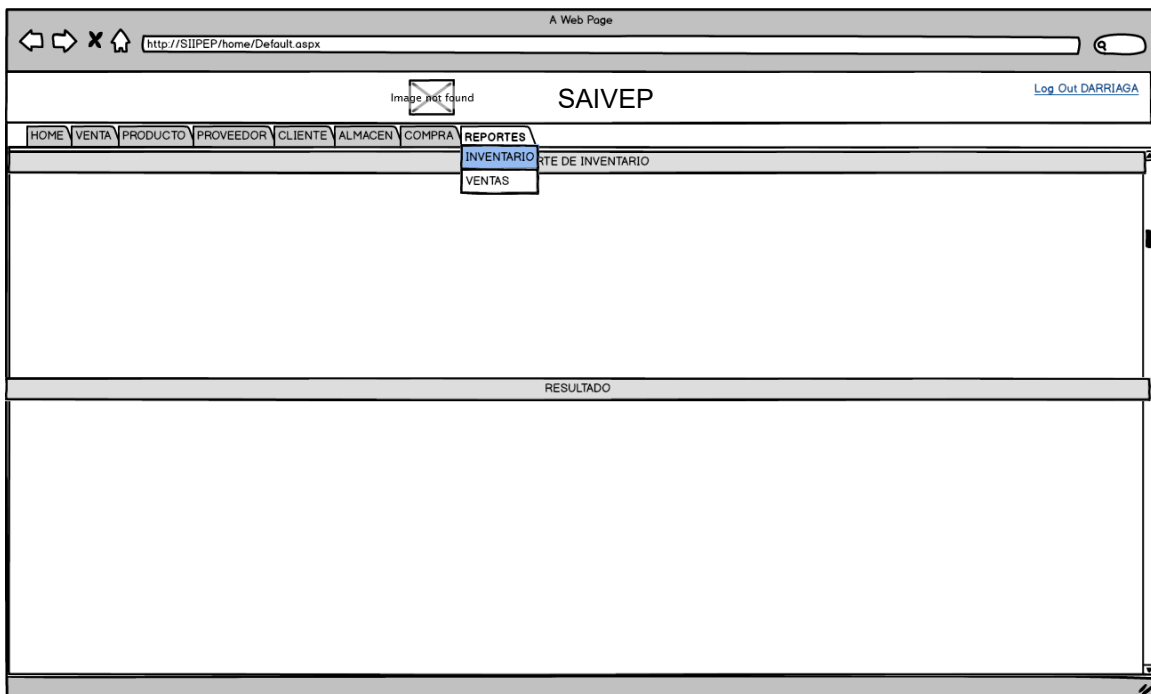 A Web Page
http://SIIPEP/home/Default.aspx
Image not found
SAIVEP
Log Out DARRIAGA
HOME VENTA PRODUCTO PROVEEDOR CLIENTE ALMACEN COMPRA REPORTES
INVENTARIO
RTE DE INVENTARIO
VENTAS
RESULTADO